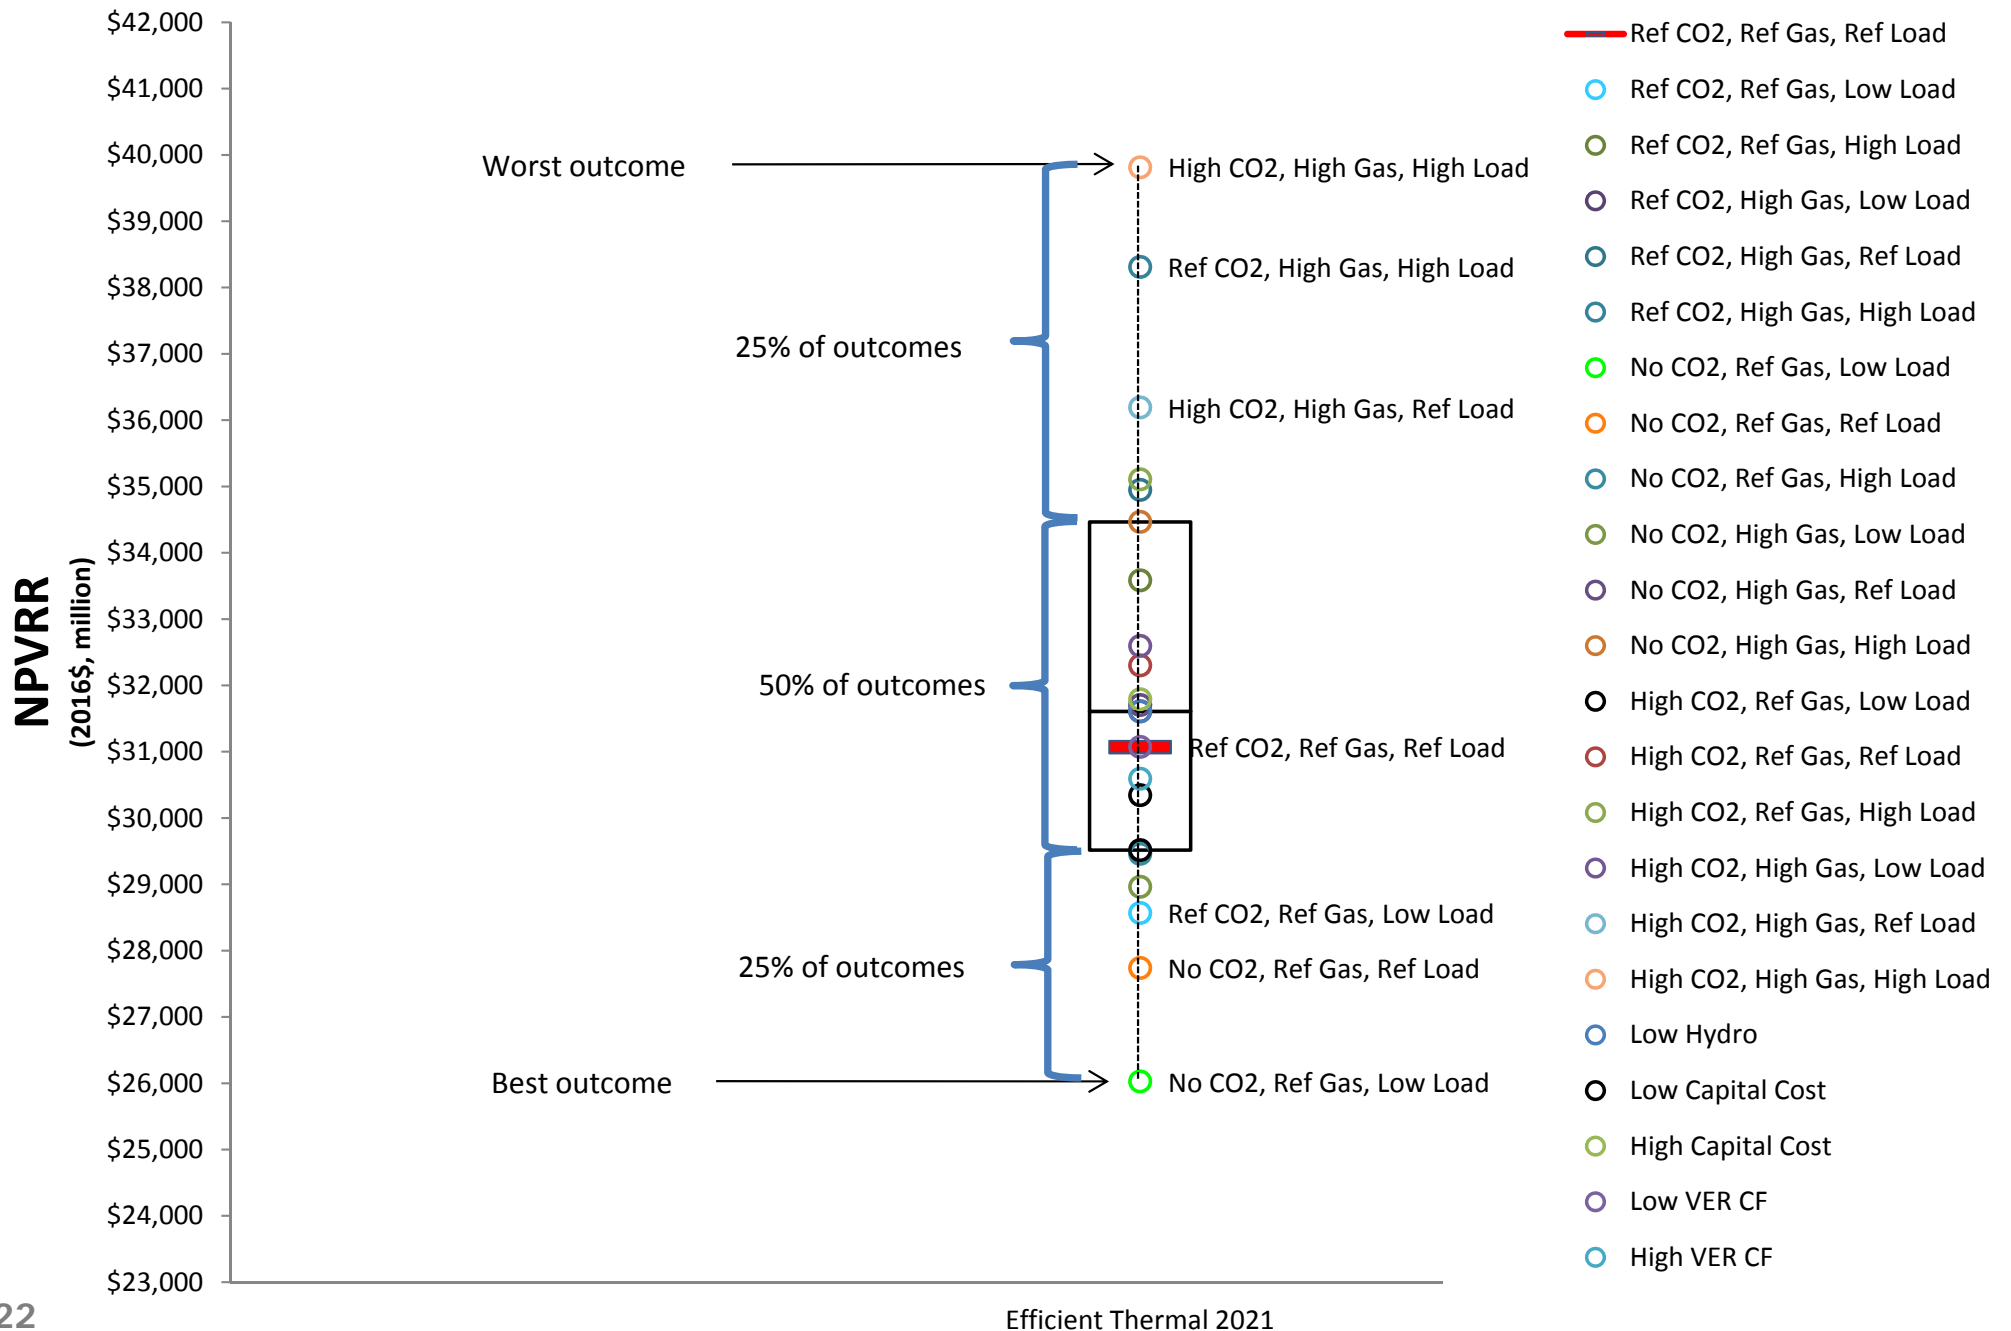 $42,000
$41,000
$40,000
$39,000
$38,000
$37,000
$36,000
$35,000
$34,000
$33,000
$32,000
$31,000
$30,000
$29,000
$28,000
$27,000
$26,000
$25,000
$24,000
$23,000
NPVRR
(2016$, million)
Worst outcome
25% of outcomes
50% of outcomes
25% of outcomes
Best outcome
High CO2, High Gas, High Load
Ref CO2, High Gas, High Load
High CO2, High Gas, Ref Load
Ref CO2, Ref Gas, Ref Load
Ref CO2, Ref Gas, Low Load
No CO2, Ref Gas, Ref Load
No CO2, Ref Gas, Low Load
Efficient Thermal 2021
Ref CO2, Ref Gas, Ref Load
Ref CO2, Ref Gas, Low Load
Ref CO2, Ref Gas, High Load
Ref CO2, High Gas, Low Load
Ref CO2, High Gas, Ref Load
Ref CO2, High Gas, High Load
No CO2, Ref Gas, Low Load
No CO2, Ref Gas, Ref Load
No CO2, Ref Gas, High Load
No CO2, High Gas, Low Load
No CO2, High Gas, Ref Load
No CO2, High Gas, High Load
High CO2, Ref Gas, Low Load
High CO2, Ref Gas, Ref Load
High CO2, Ref Gas, High Load
High CO2, High Gas, Low Load
High CO2, High Gas, Ref Load
High CO2, High Gas, High Load
Low Hydro
Low Capital Cost
High Capital Cost
Low VER CF
High VER CF
22